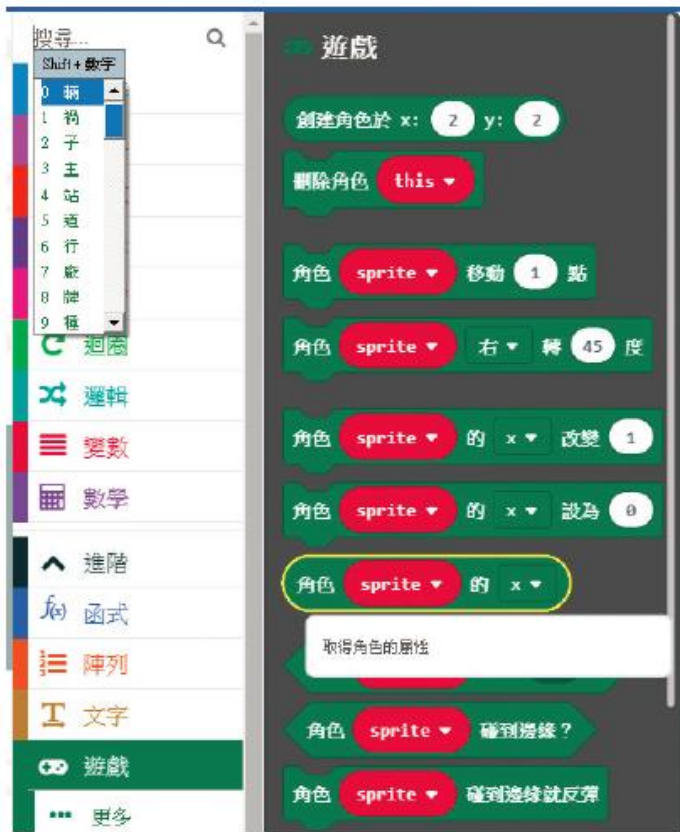 搜尋...
Shift+數字
0 輛
1 禍
2 子
3 主
4 站
5 道
6 行
7 廠
8 牌
9 種
迴圈
邏輯
變數
數學
進階
f(x) 函式
陣列
文字
遊戲
更多
遊戲
創建角色於 x: 2 y: 2
刪除角色 this
角色 sprite 移動 1 點
角色 sprite 右 轉 45 度
角色 sprite 的 x 改變 1
角色 sprite 的 x 設為 0
角色 sprite 的 x
取得角色的屬性
角色 sprite 碰到邊緣？
角色 sprite 碰到邊緣就反彈